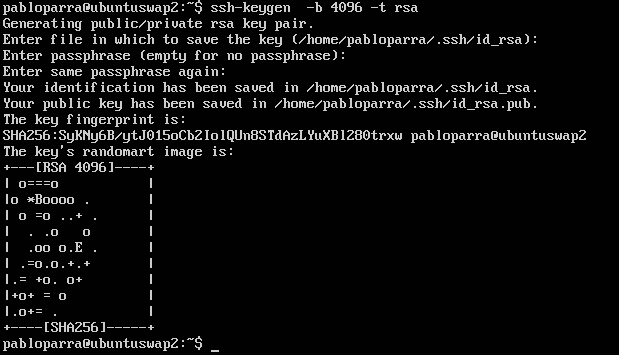 pabloparra@ubuntuswap2:~$ ssh-keygen  -b 4096 -t rsa
Generating public/private rsa key pair.
Enter file in which to save the key (/home/pabloparra/.ssh/id_rsa):
Enter passphrase (empty for no passphrase):
Enter same passphrase again:
Your identification has been saved in /home/pabloparra/.ssh/id_rsa.
Your public key has been saved in /home/pabloparra/.ssh/id_rsa.pub.
The key fingerprint is:
SHA256:SyKNy6B/ytJ015oCb2IolQUn8STdAzLYuXBl280trxw pabloparra@ubuntuswap2
The key's randomart image is:
+---[RSA 4096]----+
| o===o           |
|o *Boooo .       |
| o =o ..+ .      |
|  . .o   o       |
|  .oo o.E .      |
| .=o.o.+.+       |
|.= +o. o+        |
|+o+ = o          |
|.o+= .           |
+----[SHA256]-----+
pabloparra@ubuntuswap2:~$ _